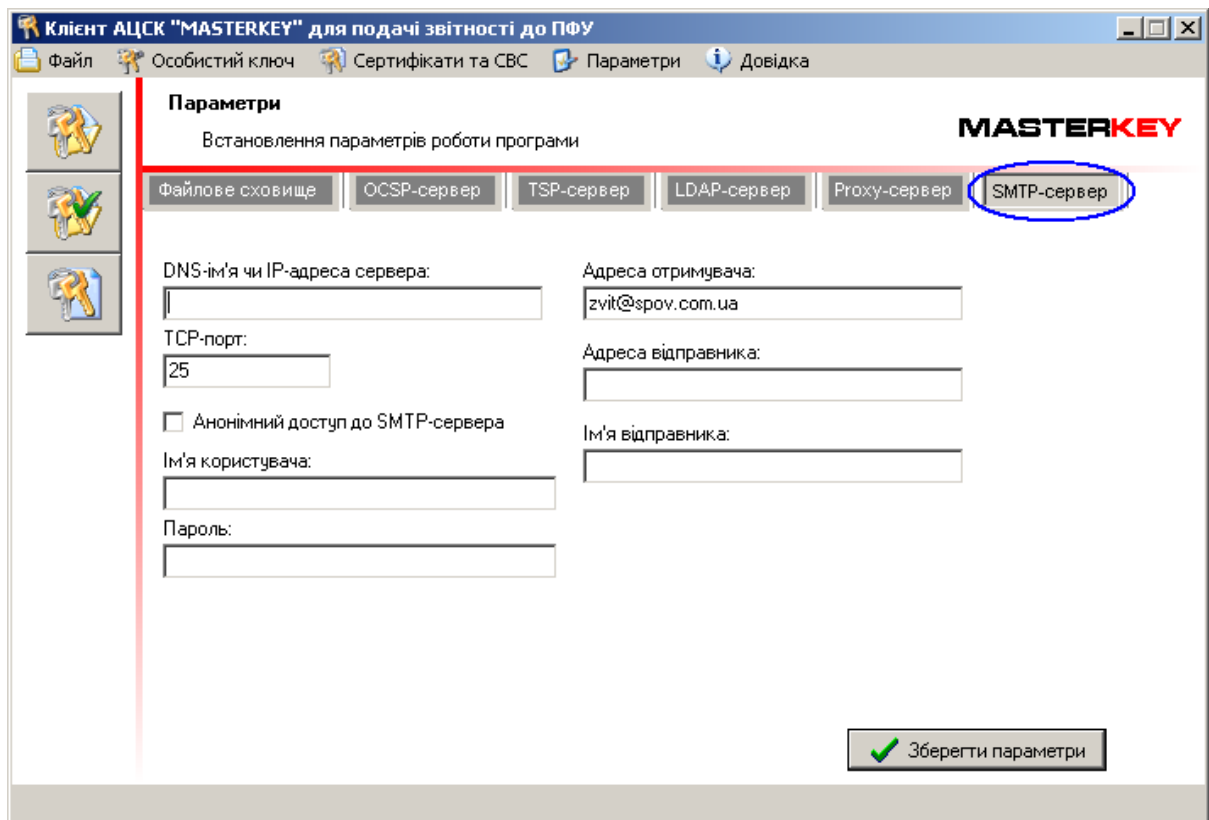 Клієнт АЦСК "MASTERKEY" для подачі звітності до ПФУ
Файл Особистий ключ Сертифікати та СВС Параметри Довідка
Параметри
Встановлення параметрів роботи програми
MASTERKEY
Файлове сховище OCSP-сервер TSP-сервер LDAP-сервер Proxy-сервер SMTP-сервер
DNS-ім'я чи IP-адреса сервера:
TCP-порт:
25
Анонімний доступ до SMTP-сервера
Ім'я користувача:
Пароль:
Адреса отримувача:
zvit@spov.com.ua
Адреса відправника:
Ім'я відправника:
Зберегти параметри